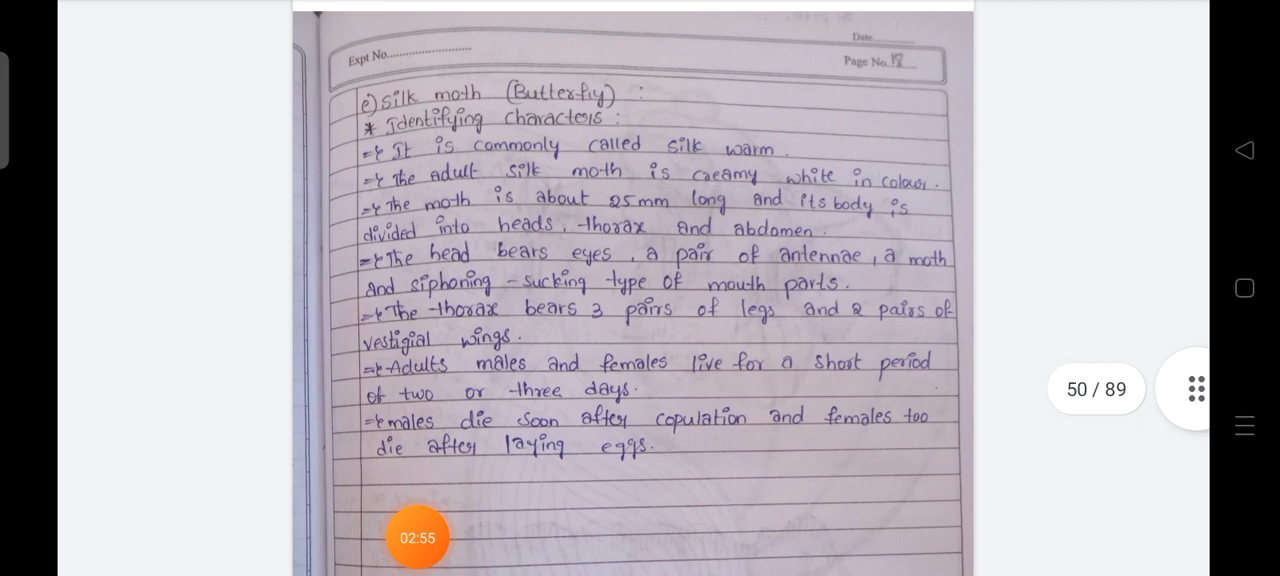 Date
Expt No.
Page No. 18
e) Silk moth (Butterfly) :
* Identifying characters :
=> It is commonly called silk warm.
=> The adult silk moth is creamy white in colour.
=> The moth is about 25mm long and its body is
divided into heads, thorax and abdomen.
=> The head bears eyes, a pair of antennae, a moth
and siphoning - sucking type of mouth parts.
=> The thorax bears 3 pairs of legs and 2 pairs of
vestigial wings.
=> Adults males and females live for a short period
of two or three days.
=> males die soon after copulation and females too
die after laying eggs.
50 / 89
02:55